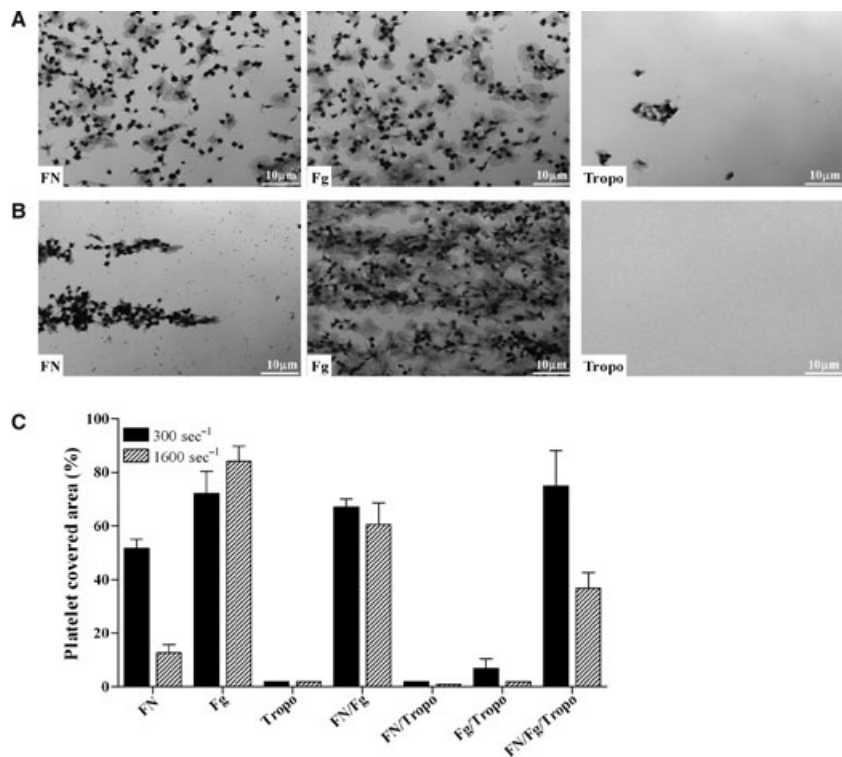 A
FN
10μm
Fg
10μm
Tropo
10μm
B
FN
10μm
Fg
10μm
Tropo
10μm
C
300 sec⁻¹
1600 sec⁻¹
Platelet covered area (%)
100
80
60
40
20
0
FN
Fg
Tropo
FN/Fg
FN/Tropo
Fg/Tropo
FN/Fg/Tropo